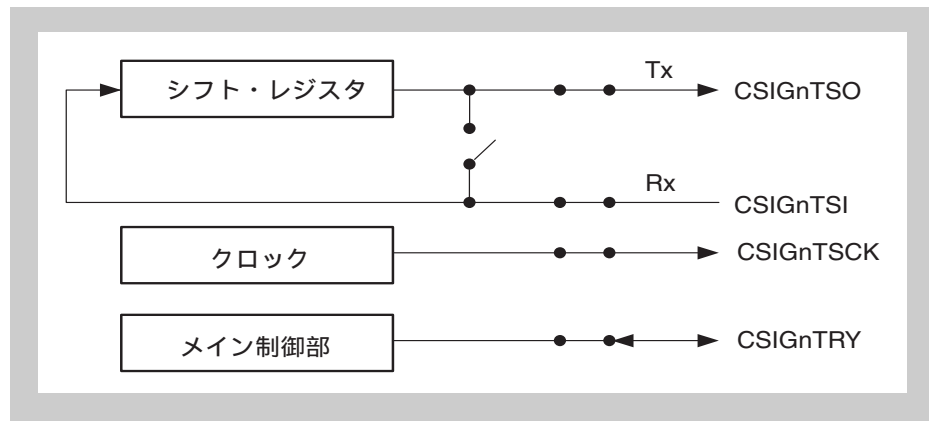 シフト・レジスタ
Tx
CSIGnTSO
Rx
CSIGnTSI
クロック
CSIGnTSCK
メイン制御部
CSIGnTRY